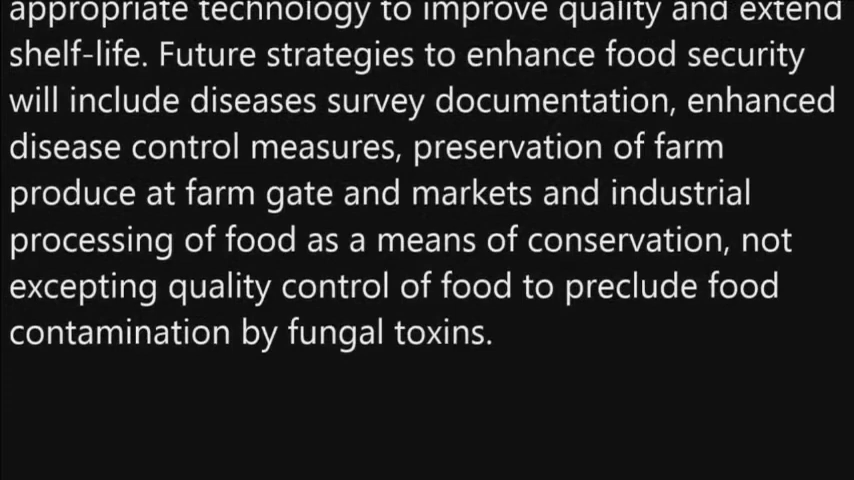 appropriate technology to improve quality and extend
shelf-life. Future strategies to enhance food security
will include diseases survey documentation, enhanced
disease control measures, preservation of farm
produce at farm gate and markets and industrial
processing of food as a means of conservation, not
excepting quality control of food to preclude food
contamination by fungal toxins.